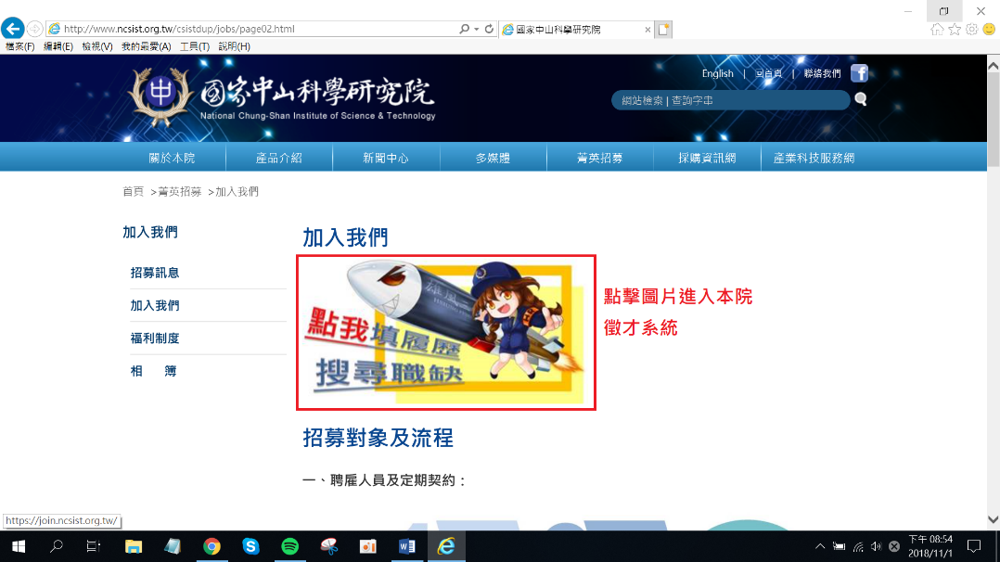 http://www.ncsist.org.tw/csistdup/jobs/page02.html
國家中山科學研究院
檔案(F) 編輯(E) 檢視(V) 我的最愛(A) 工具(T) 說明(H)
English | 回首頁 | 聯絡我們
中 國家中山科學研究院
National Chung-Shan Institute of Science & Technology
網站檢索 | 查詢字串
關於本院 產品介紹 新聞中心 多媒體 菁英招募 採購資訊網 產業科技服務網
首頁 >菁英招募 >加入我們
加入我們
招募訊息
加入我們
福利制度
相 簿
加入我們
點我填履歷
搜尋職缺
點擊圖片進入本院
徵才系統
招募對象及流程
一、聘雇人員及定期契約：
https://join.ncsist.org.tw/
下午 08:54
2018/11/1